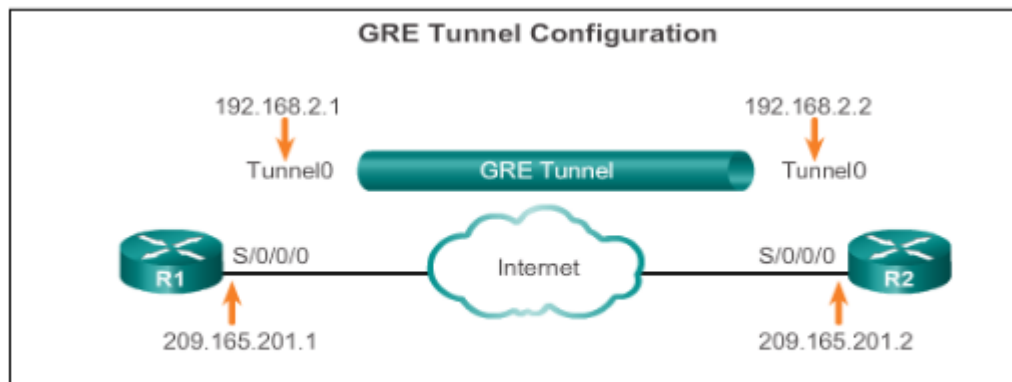 GRE Tunnel Configuration
192.168.2.1
192.168.2.2
Tunnel0
GRE Tunnel
Tunnel0
S/0/0/0
Internet
S/0/0/0
R1
R2
209.165.201.1
209.165.201.2